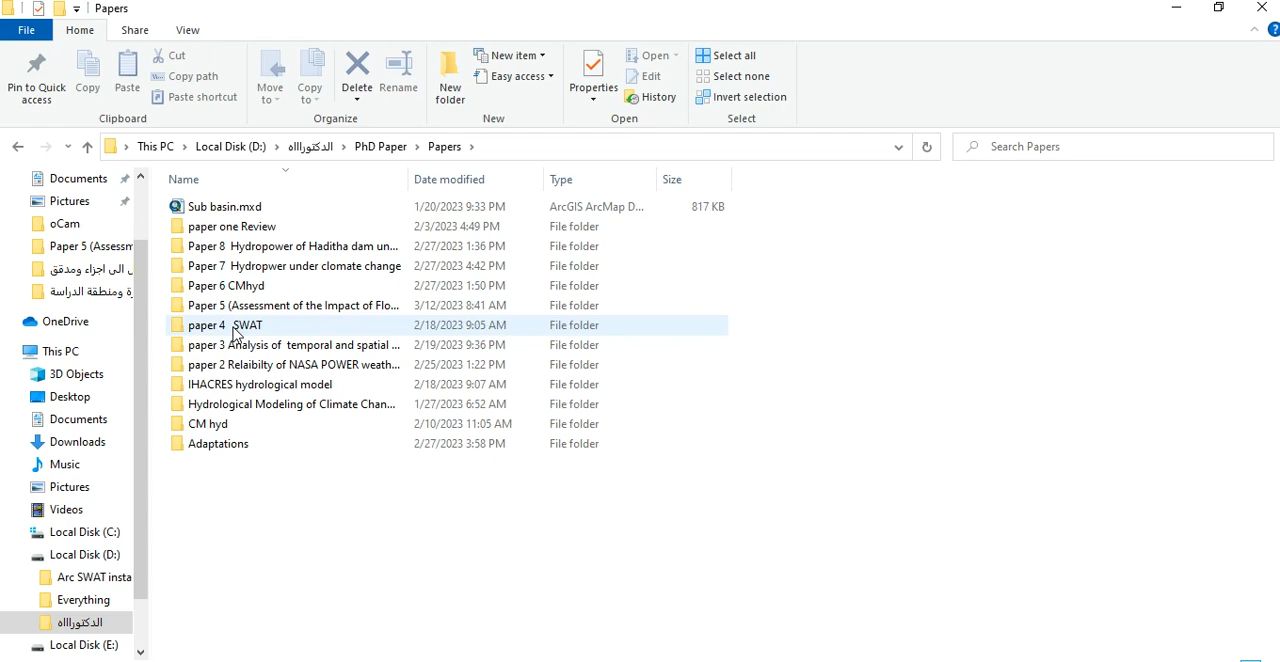 Papers
File
Home
Share
View
Pin to Quick access
Copy
Paste
Cut
Copy path
Paste shortcut
Clipboard
Move to
Copy to
Delete
Rename
Organize
New folder
New item
Easy access
New
Properties
Open
Edit
History
Open
Select all
Select none
Invert selection
Select
This PC
Local Disk (D:)
الدكتوراااه
PhD Paper
Papers
Search Papers
Documents
Pictures
oCam
Paper 5 (Assessm
ل الى اجزاء ومدقق
ة ومنطقة الدراسة
OneDrive
This PC
3D Objects
Desktop
Documents
Downloads
Music
Pictures
Videos
Local Disk (C:)
Local Disk (D:)
Arc SWAT insta
Everything
الدكتوراااه
Local Disk (E:)
Name Date modified Type Size
Sub basin.mxd 1/20/2023 9:33 PM ArcGIS ArcMap D... 817 KB
paper one Review 2/3/2023 4:49 PM File folder
Paper 8 Hydropower of Haditha dam un... 2/27/2023 1:36 PM File folder
Paper 7 Hydropwer under clomate change 2/27/2023 4:42 PM File folder
Paper 6 CMhyd 2/27/2023 1:50 PM File folder
Paper 5 (Assessment of the Impact of Flo... 3/12/2023 8:41 AM File folder
paper 4 SWAT 2/18/2023 9:05 AM File folder
paper 3 Analysis of temporal and spatial ... 2/19/2023 9:36 PM File folder
paper 2 Relaibilty of NASA POWER weath... 2/25/2023 1:22 PM File folder
IHACRES hydrological model 2/18/2023 9:07 AM File folder
Hydrological Modeling of Climate Chan... 1/27/2023 6:52 AM File folder
CM hyd 2/10/2023 11:05 AM File folder
Adaptations 2/27/2023 3:58 PM File folder